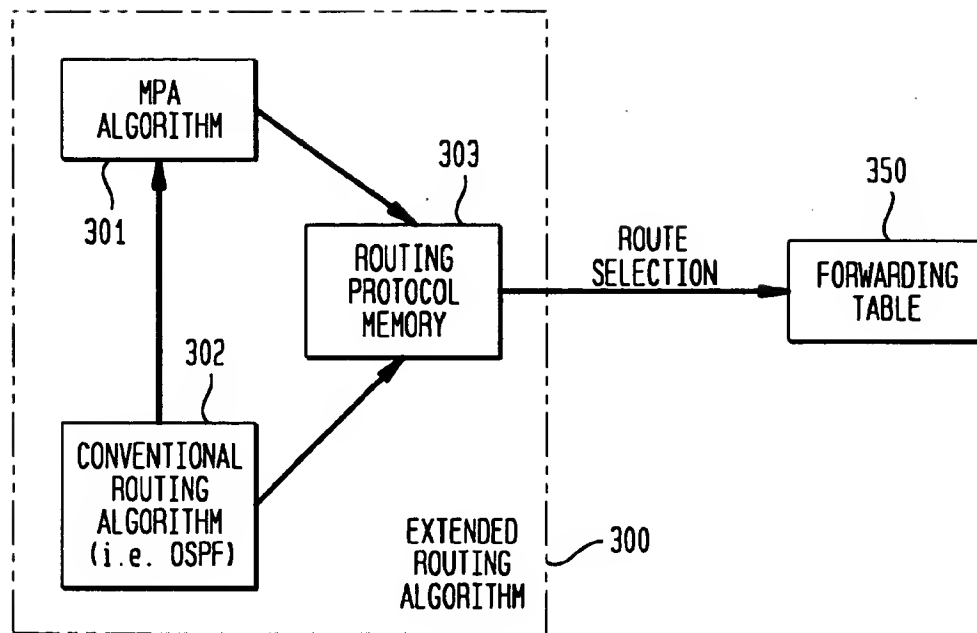 MPA
ALGORITHM
301
303
ROUTING
PROTOCOL
MEMORY
ROUTE
SELECTION
350
FORWARDING
TABLE
302
CONVENTIONAL
ROUTING
ALGORITHM
(i.e. OSPF)
EXTENDED
ROUTING
ALGORITHM
300